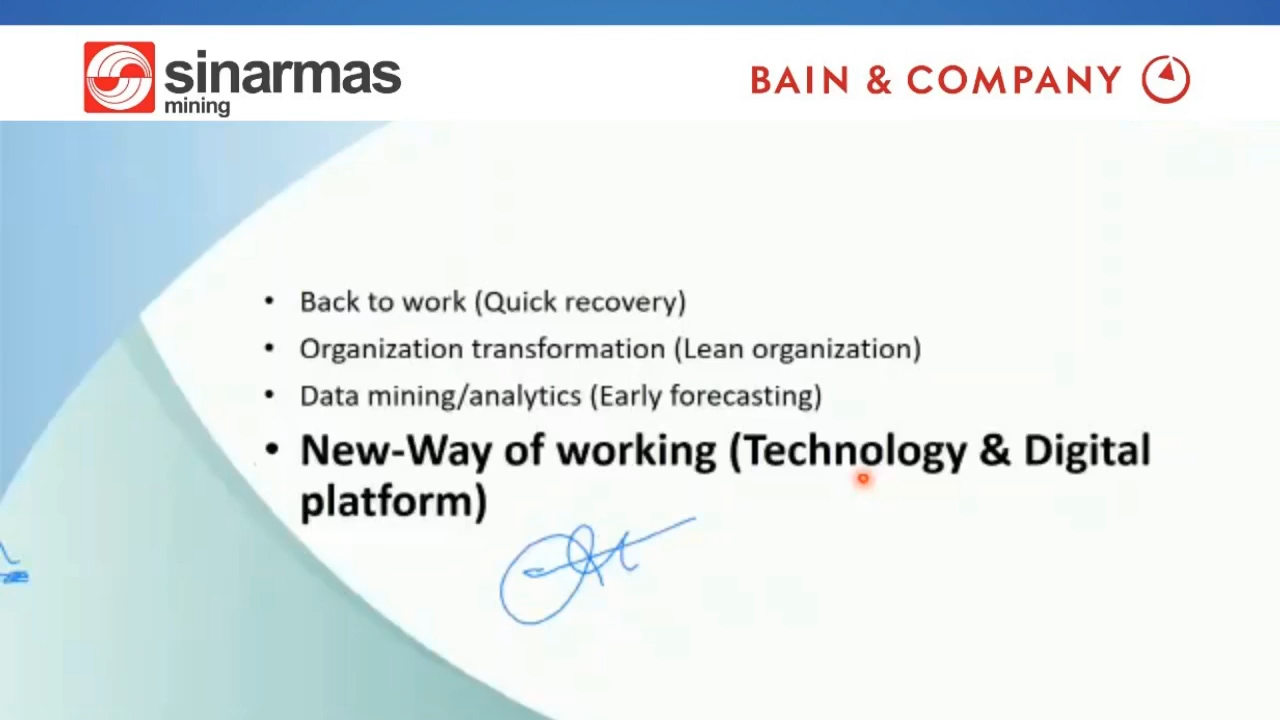 sinarmas
mining
BAIN & COMPANY
• Back to work (Quick recovery)
• Organization transformation (Lean organization)
• Data mining/analytics (Early forecasting)
• New-Way of working (Technology & Digital
platform)